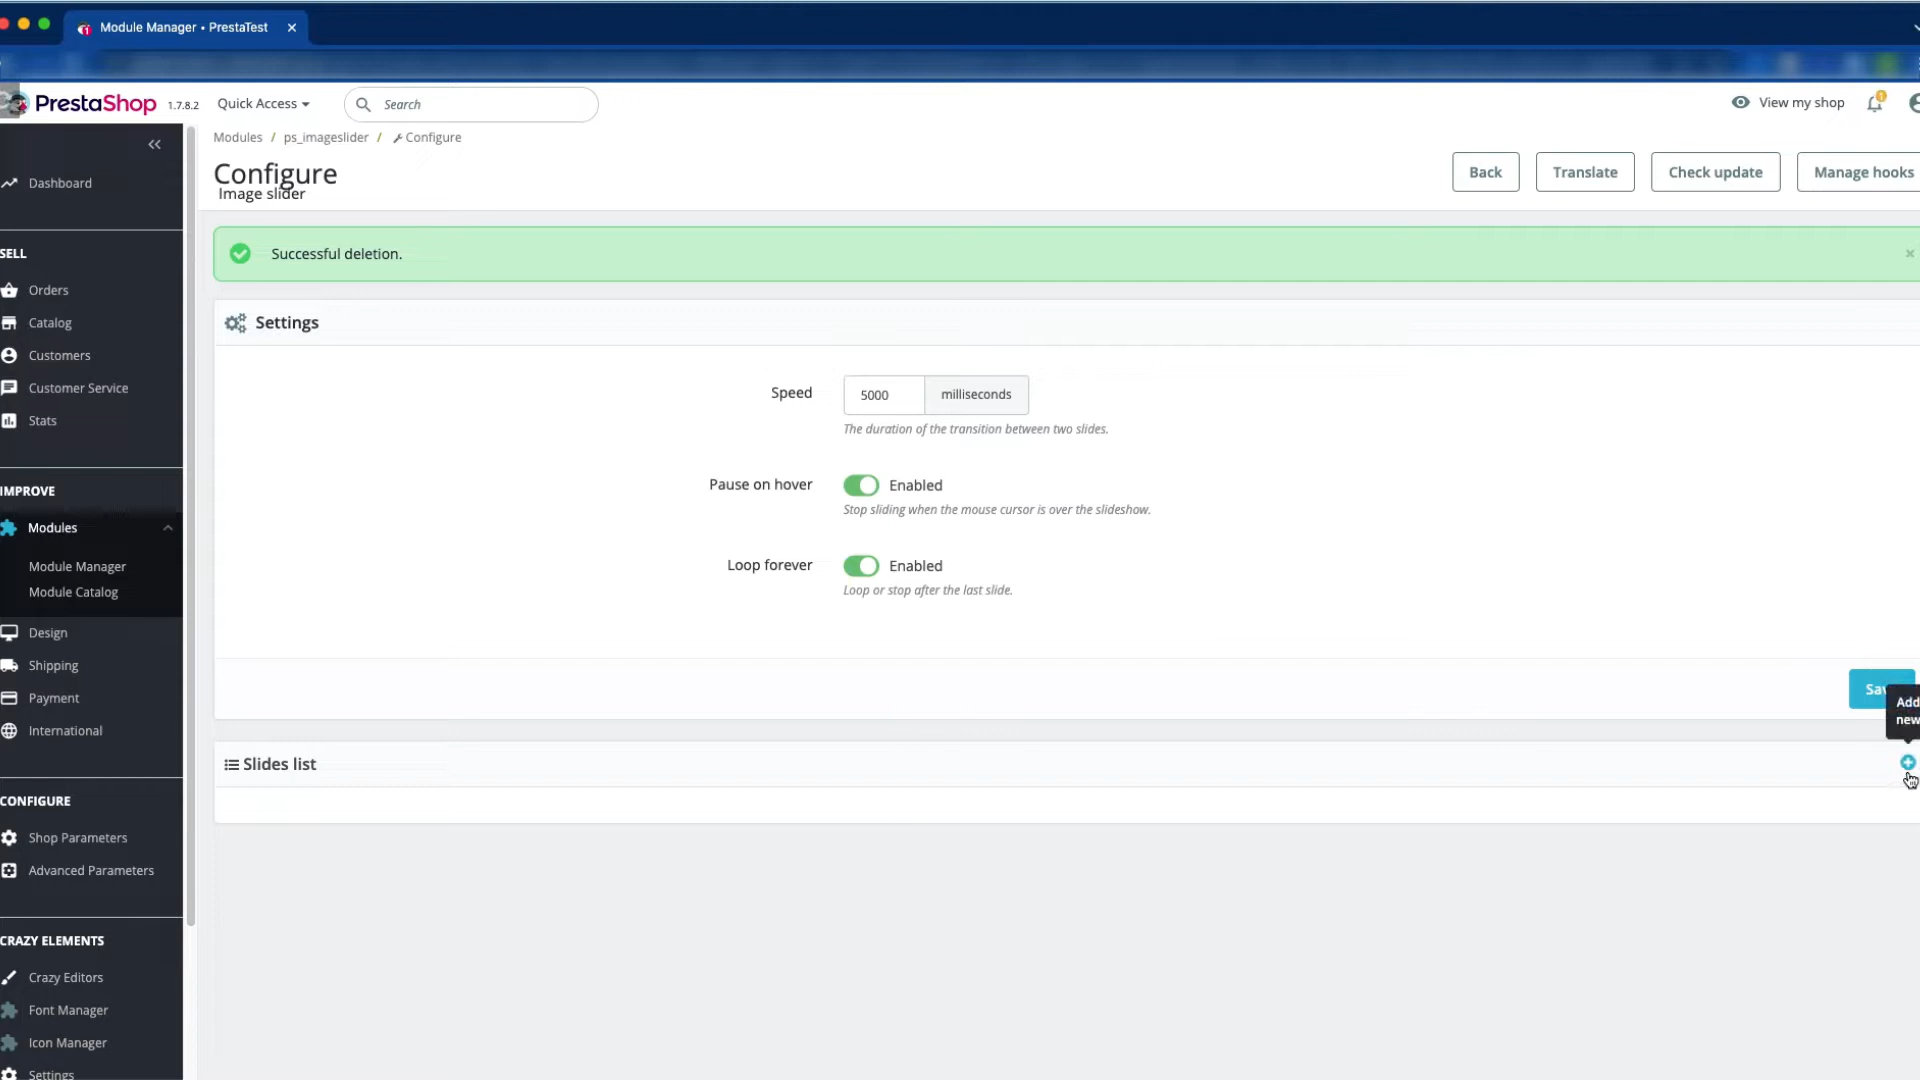 Module Manager • PrestaTest
PrestaShop 1.7.8.2 Quick Access Search View my shop
Modules / ps_imageslider / Configure
Configure
Image slider
Back Translate Check update Manage hooks
Successful deletion.
Settings
Speed 5000 milliseconds
The duration of the transition between two slides.
Pause on hover Enabled
Stop sliding when the mouse cursor is over the slideshow.
Loop forever Enabled
Loop or stop after the last slide.
Sav
Add
new
Slides list
Dashboard
SELL
Orders
Catalog
Customers
Customer Service
Stats
IMPROVE
Modules
Module Manager
Module Catalog
Design
Shipping
Payment
International
CONFIGURE
Shop Parameters
Advanced Parameters
CRAZY ELEMENTS
Crazy Editors
Font Manager
Icon Manager
Settings